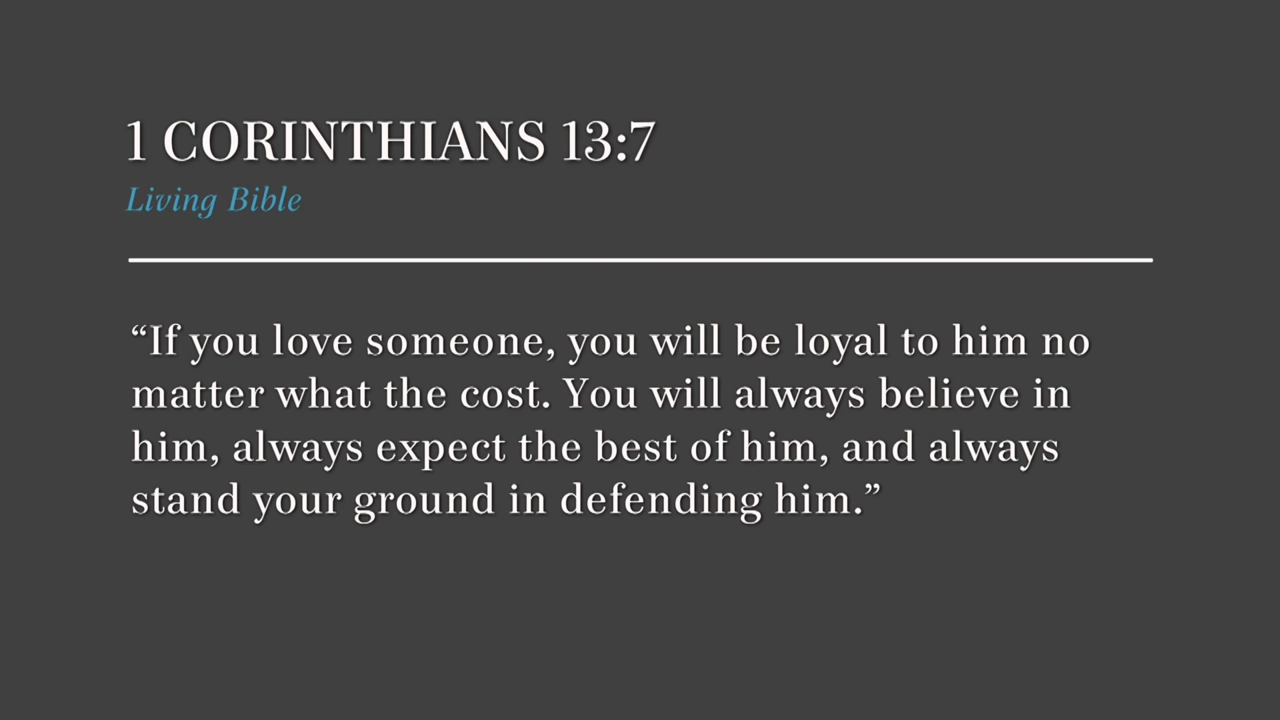 1 CORINTHIANS 13:7
Living Bible
“If you love someone, you will be loyal to him no
matter what the cost. You will always believe in
him, always expect the best of him, and always
stand your ground in defending him.”